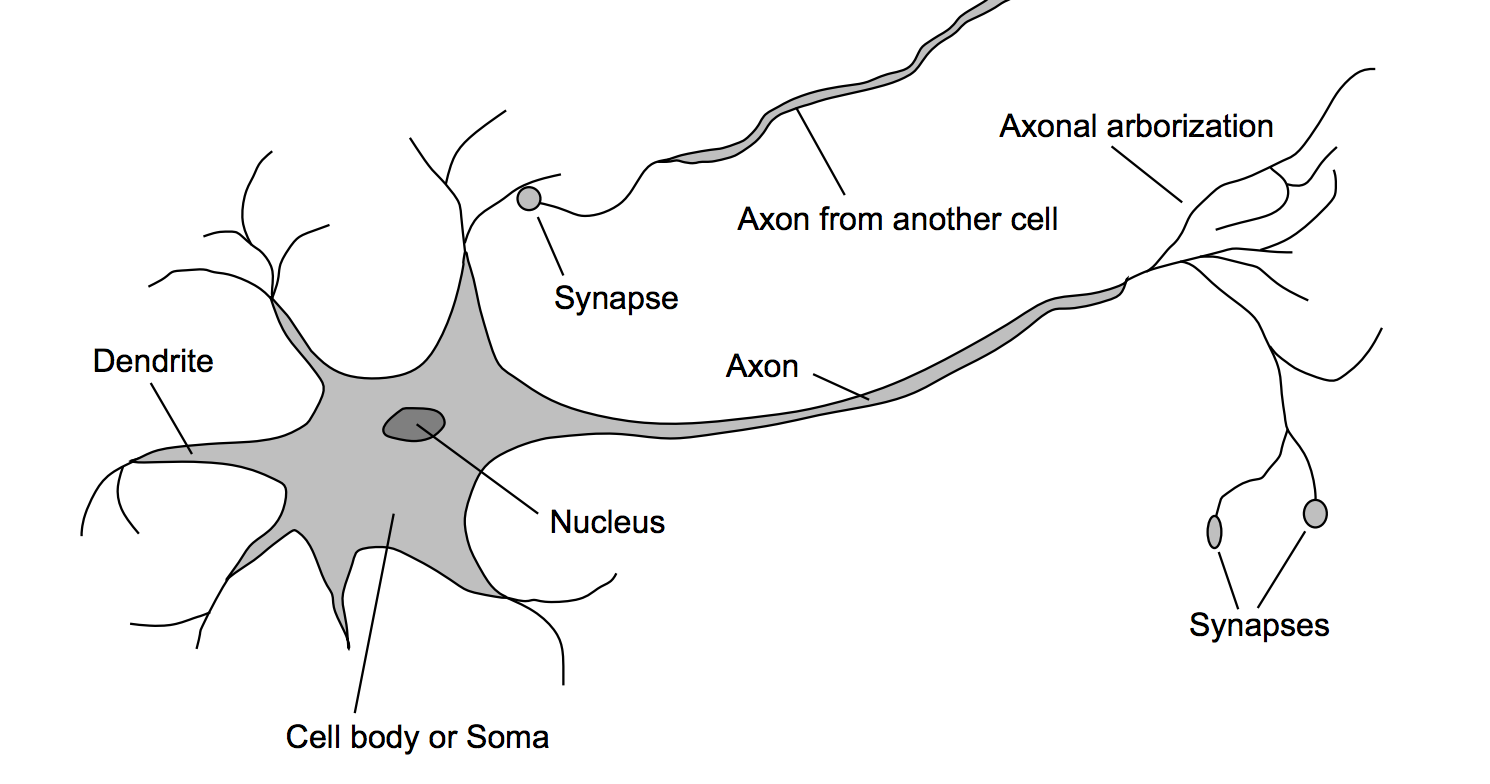 Axonal arborization
Axon from another cell
Synapse
Dendrite
Axon
Nucleus
Synapses
Cell body or Soma